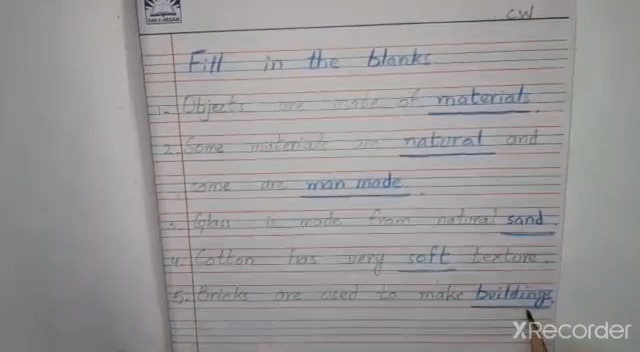 DAR-E-ARQAM
CW
Fill in the blanks.
1. Objects are made of materials.
2. Some materials are natural and
some are man made.
3. Glass is made from natural sand.
4. Cotton has very soft texture.
5. Bricks are used to make buildings.
XRecorder